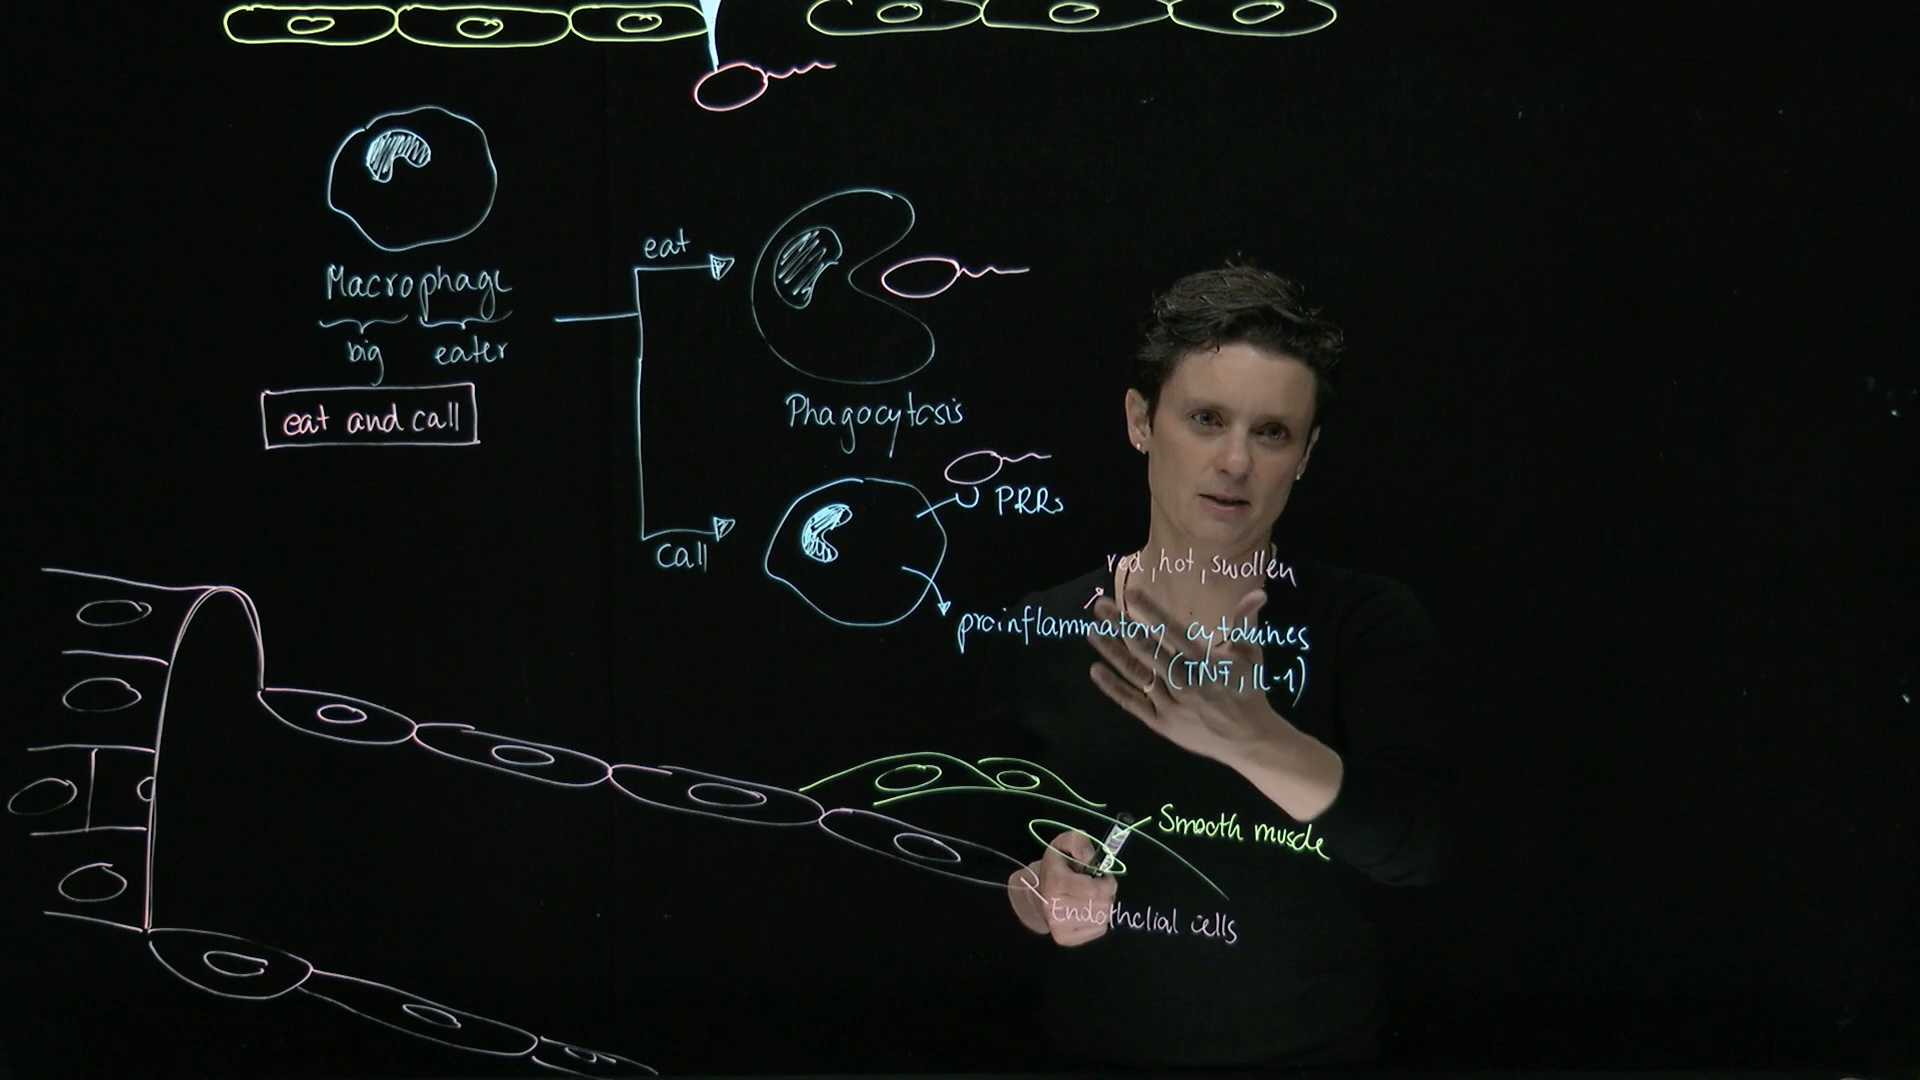 eat
Macrophage
big eater
eat and call
Phagocytosis
PRRs
call
red, hot, swollen
proinflammatory cytokines
(TNF, IL-1)
Smooth muscle
Endothelial cells